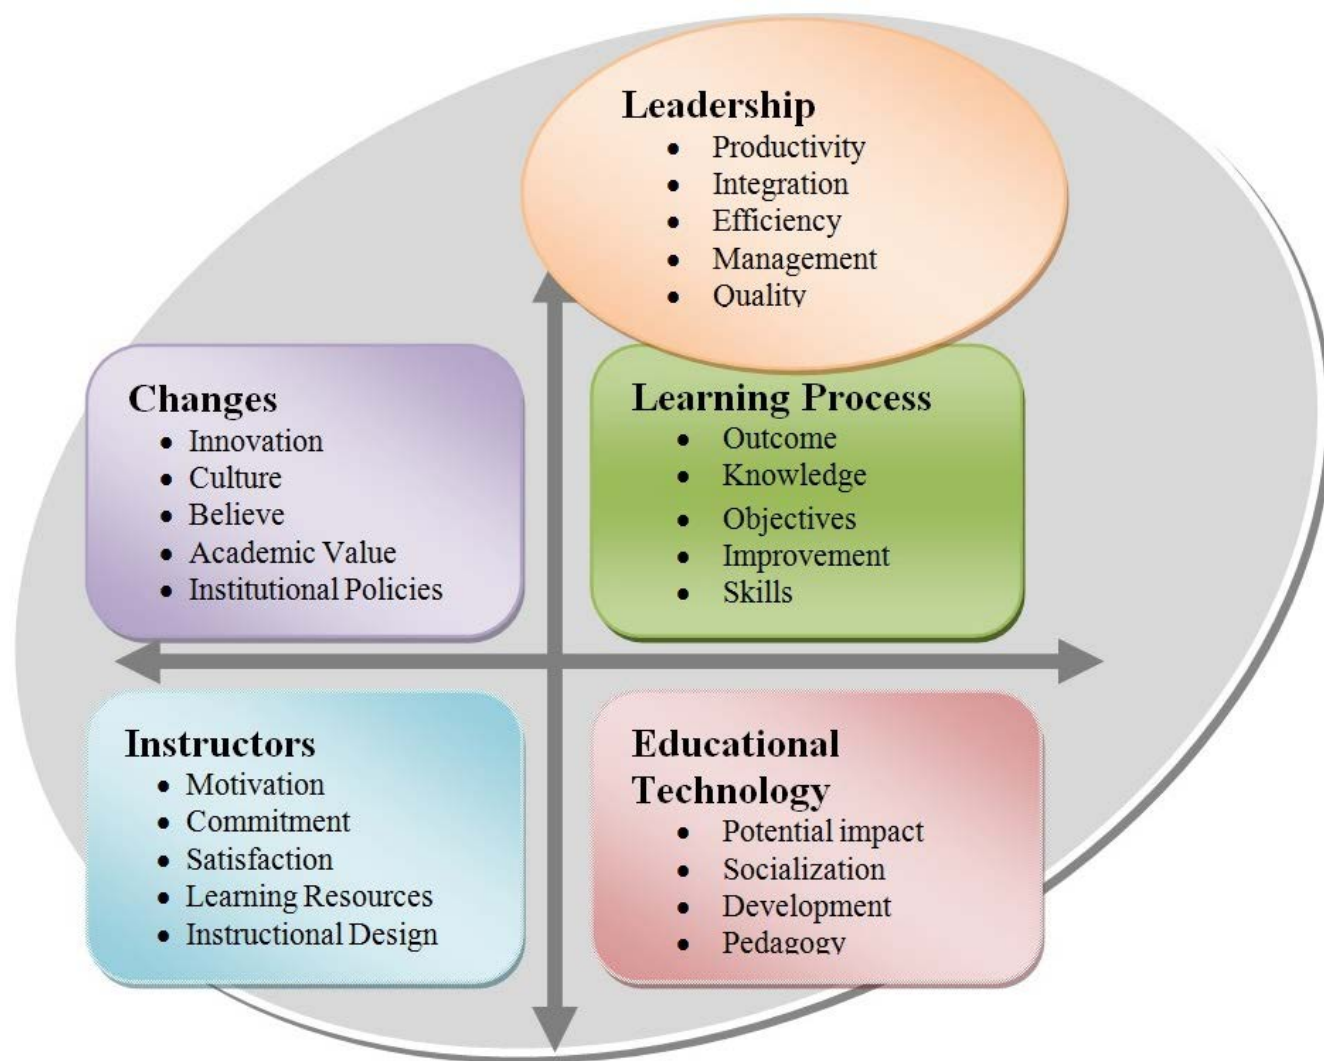 Leadership
• Productivity
• Integration
• Efficiency
• Management
• Quality
Changes
• Innovation
• Culture
• Believe
• Academic Value
• Institutional Policies
Learning Process
• Outcome
• Knowledge
• Objectives
• Improvement
• Skills
Instructors
• Motivation
• Commitment
• Satisfaction
• Learning Resources
• Instructional Design
Educational
Technology
• Potential impact
• Socialization
• Development
• Pedagogy